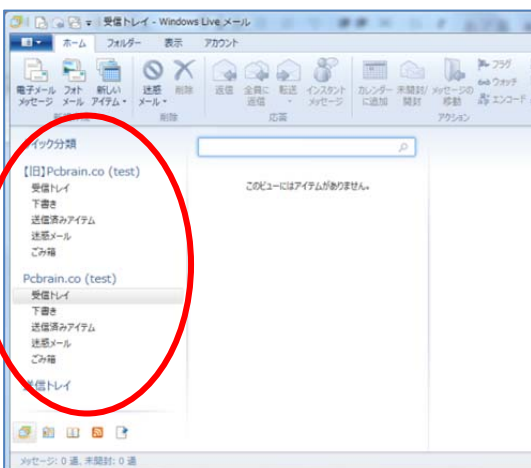 受信トレイ - Windows Live メール
ホーム フォルダー 表示 アカウント
電子メール メッセージ フォト メール 新しい アイテム 迷惑 メール 削除 返信 全員に 返信 転送 インスタント メッセージ カレンダー に追加 未開封/ 開封 メッセージの 移動 フラグ ウォッチ エンコード
削除 応答 アクション
クイック分類
【旧】Pcbrain.co (test)
受信トレイ
下書き
送信済みアイテム
迷惑メール
ごみ箱
Pcbrain.co (test)
受信トレイ
下書き
送信済みアイテム
迷惑メール
ごみ箱
送信トレイ
このビューにはアイテムがありません。
メッセージ: 0 通、未開封: 0 通